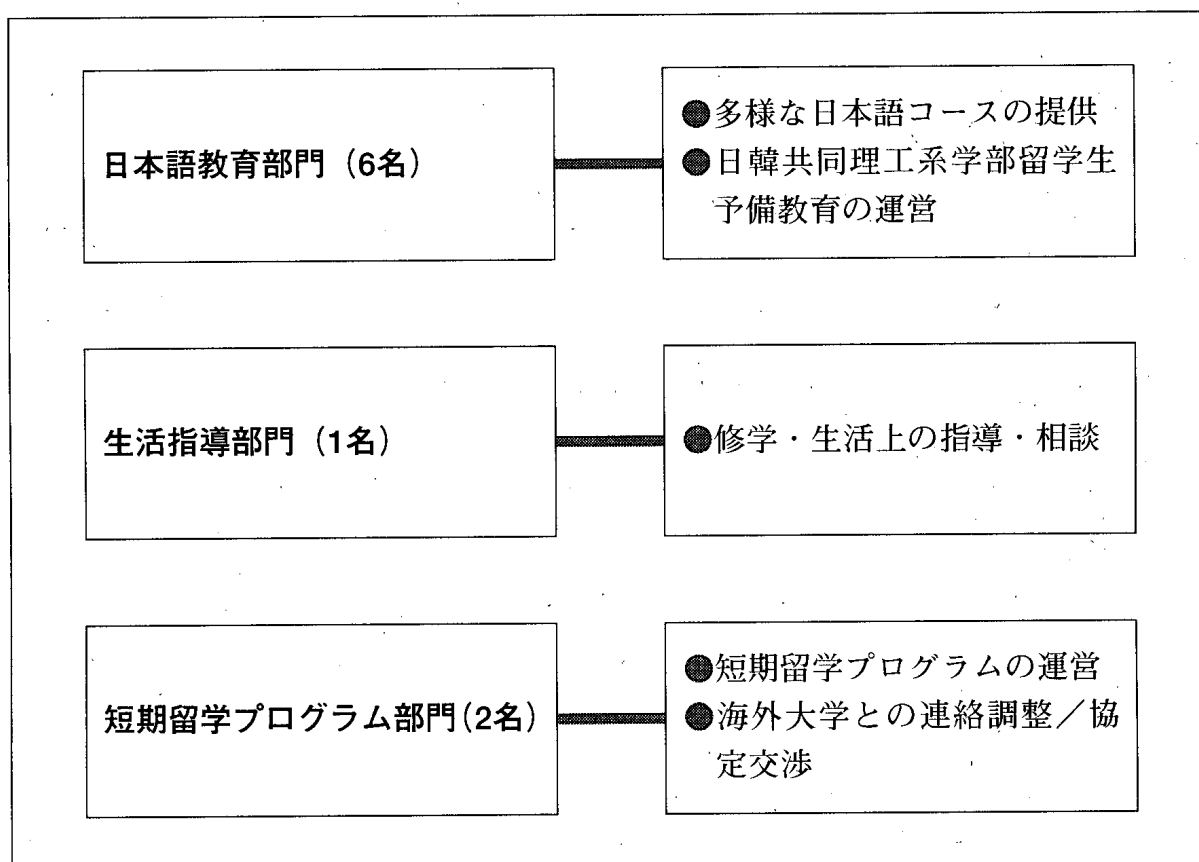 日本語教育部門（6名）
●多様な日本語コースの提供
●日韓共同理工系学部留学生
予備教育の運営
生活指導部門（1名）
●修学・生活上の指導・相談
短期留学プログラム部門（2名）
●短期留学プログラムの運営
●海外大学との連絡調整／協
定交渉